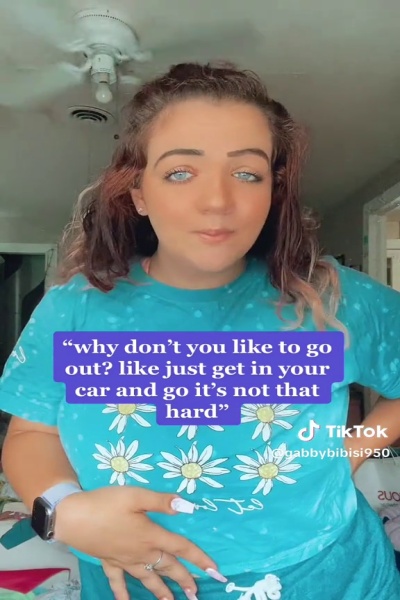 “why don’t you like to go
out? like just get in your
car and go it’s not that
hard”
TikTok
@gabbybibisi950